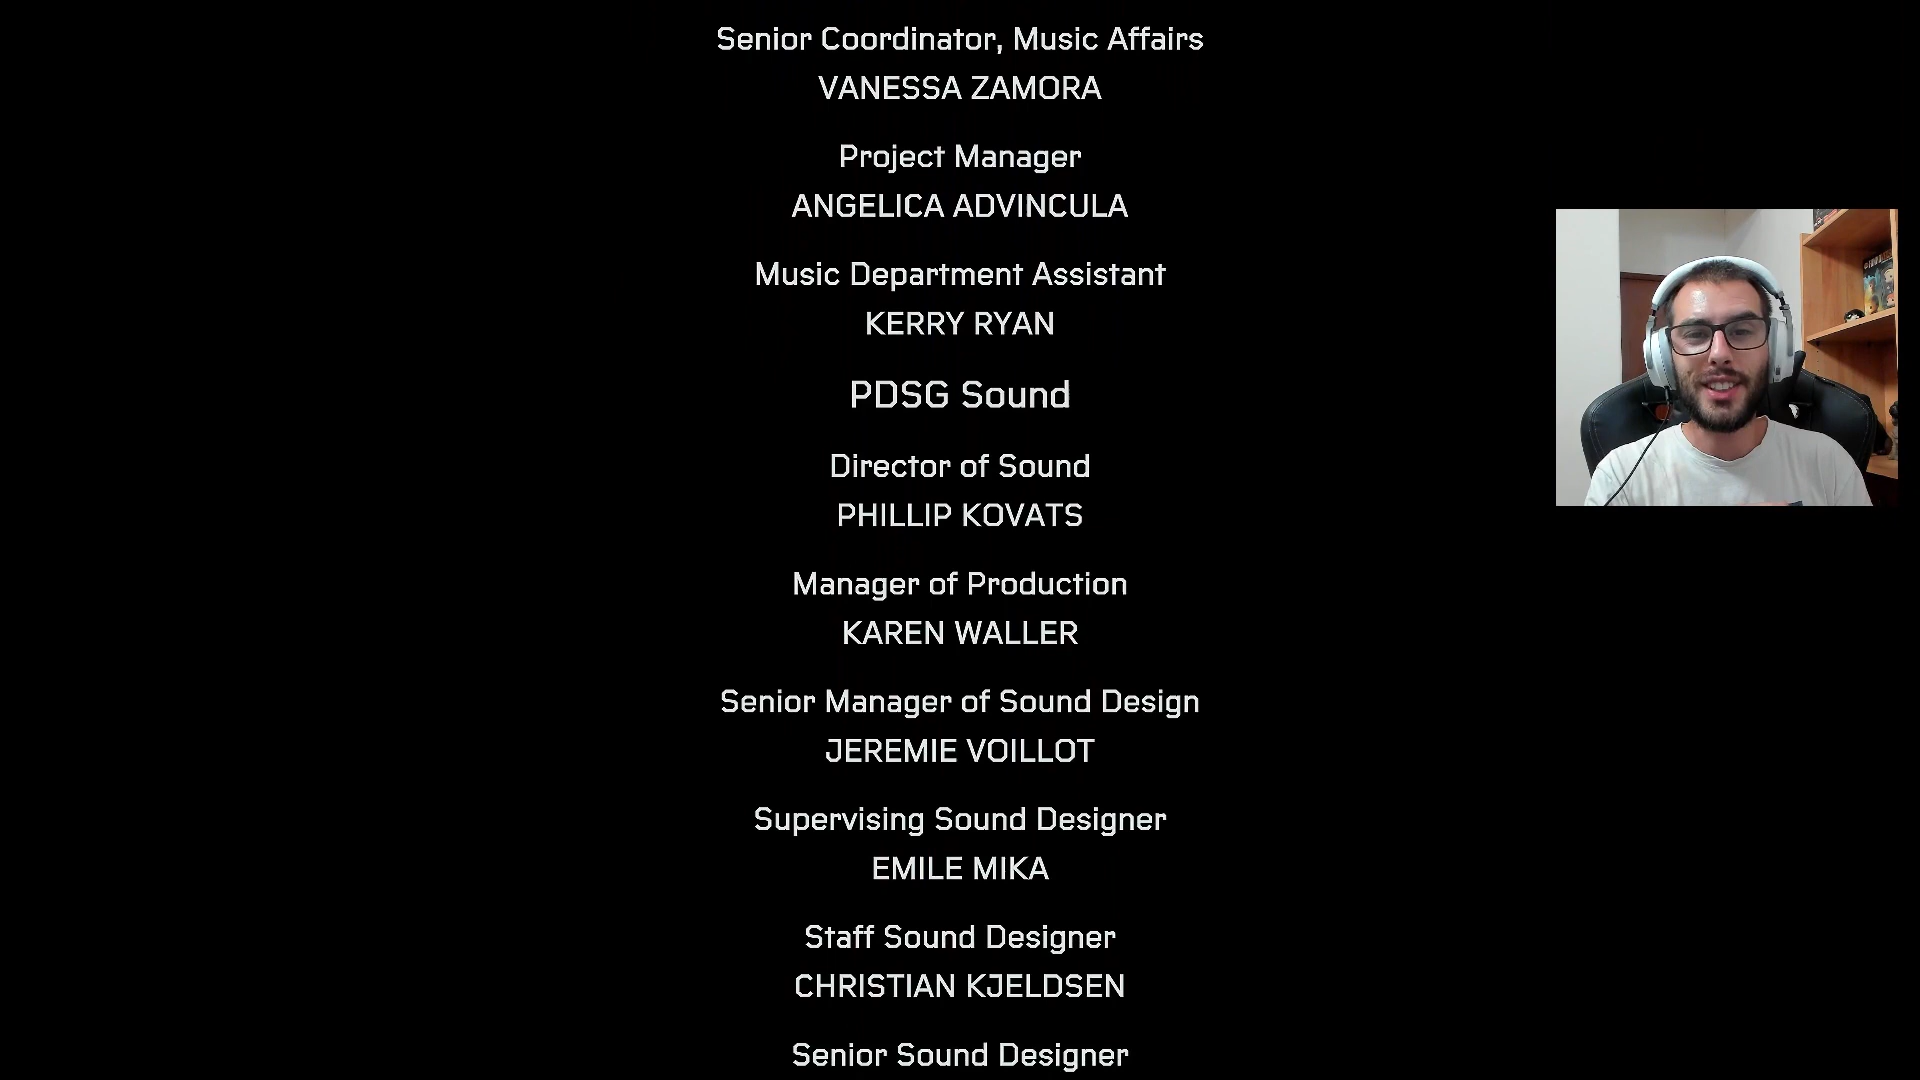 Senior Coordinator, Music Affairs
VANESSA ZAMORA
Project Manager
ANGELICA ADVINCULA
Music Department Assistant
KERRY RYAN
PDSG Sound
Director of Sound
PHILLIP KOVATS
Manager of Production
KAREN WALLER
Senior Manager of Sound Design
JEREMIE VOILLOT
Supervising Sound Designer
EMILE MIKA
Staff Sound Designer
CHRISTIAN KJELDSEN
Senior Sound Designer